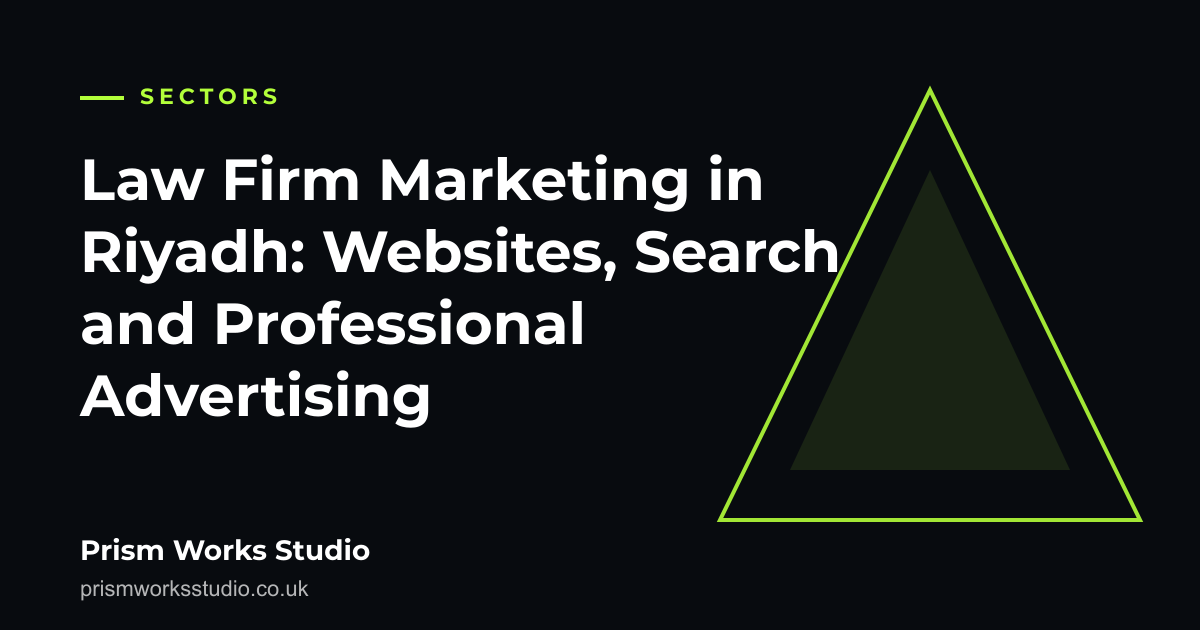 SECTORS
Law Firm Marketing in
Riyadh: Websites, Search
and Professional
Advertising
Prism Works Studio
prismworksstudio.co.uk